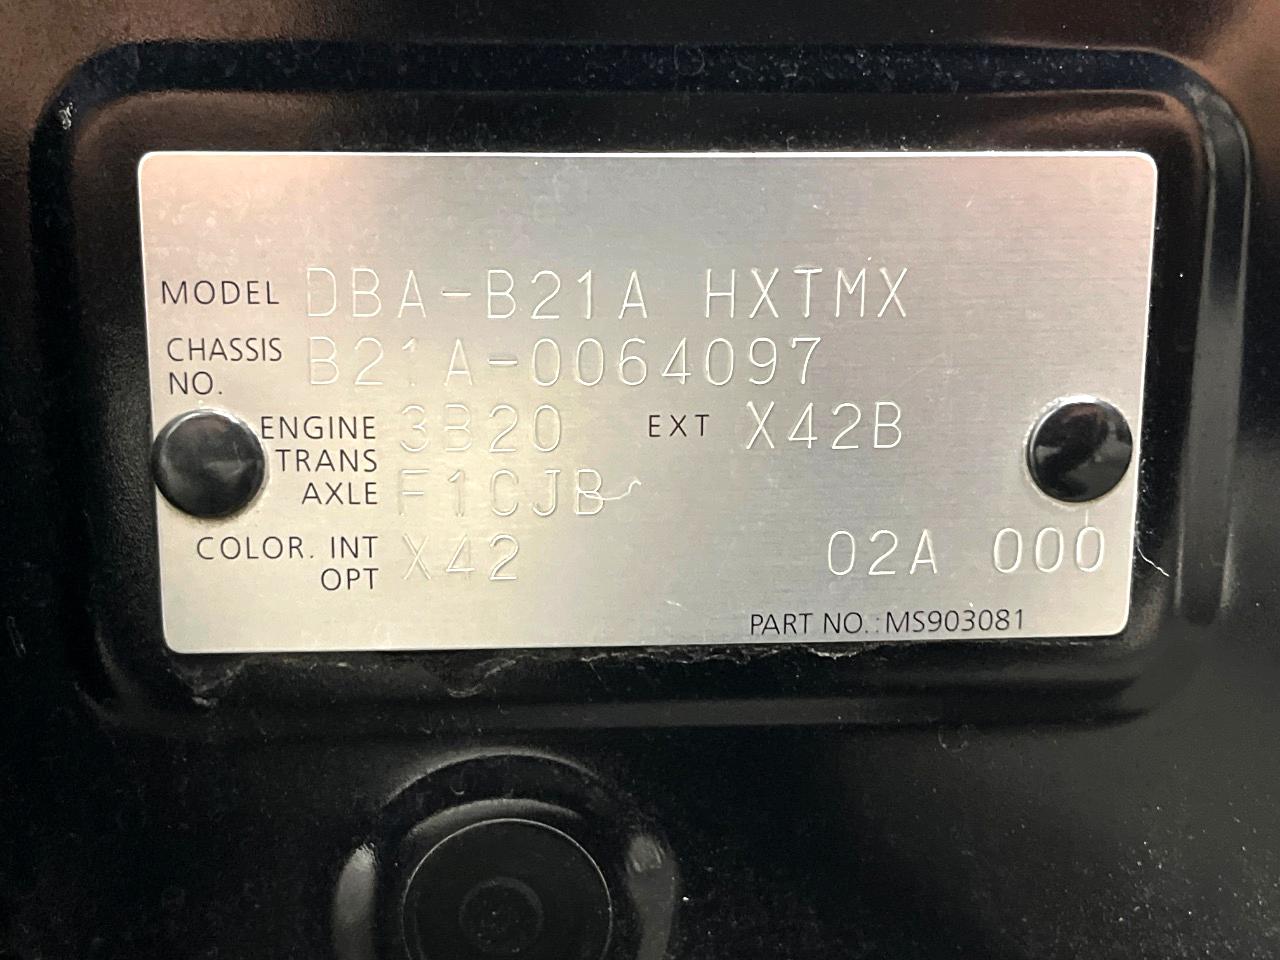 MODEL DBA-B21A HXTMX
CHASSIS NO. B21A-0064097
ENGINE 3B20 EXT X42B
TRANS AXLE F1CJB
COLOR. INT X42 02A 000
OPT
PART NO.:MS903081